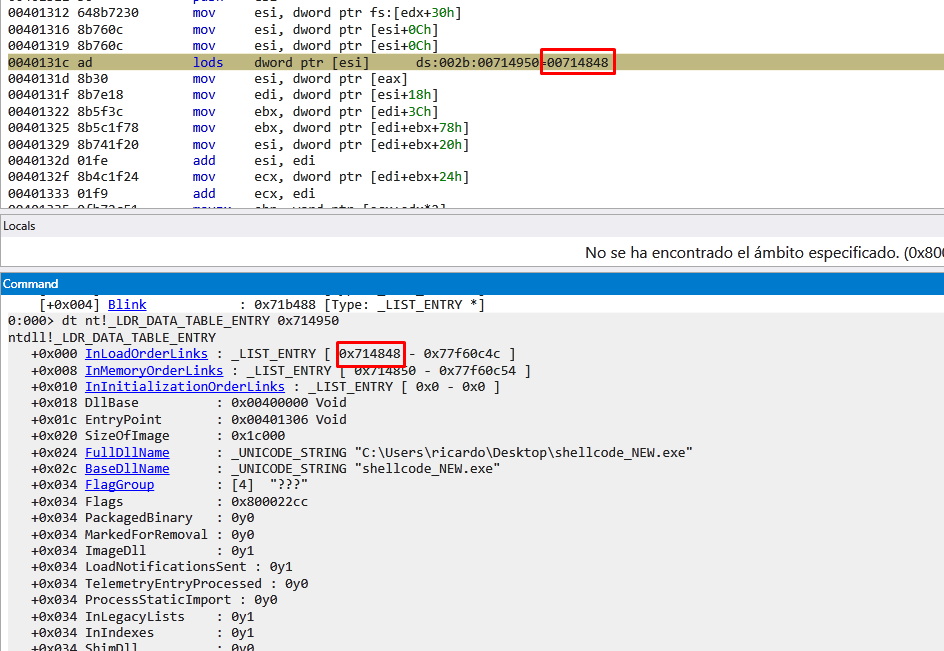 00401312 648b7230 mov esi, dword ptr fs:[edx+30h]
00401316 8b760c mov esi, dword ptr [esi+0Ch]
00401319 8b760c mov esi, dword ptr [esi+0Ch]
0040131c ad lods dword ptr [esi] ds:002b:00714950=00714848
0040131d 8b30 mov esi, dword ptr [eax]
0040131f 8b7e18 mov edi, dword ptr [esi+18h]
00401322 8b5f3c mov ebx, dword ptr [edi+3Ch]
00401325 8b5c1f78 mov ebx, dword ptr [edi+ebx+78h]
00401329 8b741f20 mov esi, dword ptr [edi+ebx+20h]
0040132d 01fe add esi, edi
0040132f 8b4c1f24 mov ecx, dword ptr [edi+ebx+24h]
00401333 01f9 add ecx, edi
Locals
No se ha encontrado el ámbito especificado. (0x800
Command
[+0x004] Blink : 0x71b488 [Type: _LIST_ENTRY *]
0:000> dt nt!_LDR_DATA_TABLE_ENTRY 0x714950
ntdll!_LDR_DATA_TABLE_ENTRY
+0x000 InLoadOrderLinks : _LIST_ENTRY [ 0x714848 - 0x77f60c4c ]
+0x008 InMemoryOrderLinks : _LIST_ENTRY [ 0x714850 - 0x77f60c54 ]
+0x010 InInitializationOrderLinks : _LIST_ENTRY [ 0x0 - 0x0 ]
+0x018 DllBase : 0x00400000 Void
+0x01c EntryPoint : 0x00401306 Void
+0x020 SizeOfImage : 0x1c000
+0x024 FullDllName : _UNICODE_STRING "C:\Users\ricardo\Desktop\shellcode_NEW.exe"
+0x02c BaseDllName : _UNICODE_STRING "shellcode_NEW.exe"
+0x034 FlagGroup : [4] "???"
+0x034 Flags : 0x800022cc
+0x034 PackagedBinary : 0y0
+0x034 MarkedForRemoval : 0y0
+0x034 ImageDll : 0y1
+0x034 LoadNotificationsSent : 0y1
+0x034 TelemetryEntryProcessed : 0y0
+0x034 ProcessStaticImport : 0y0
+0x034 InLegacyLists : 0y1
+0x034 InIndexes : 0y1
+0x034 ShimDll : 0y0